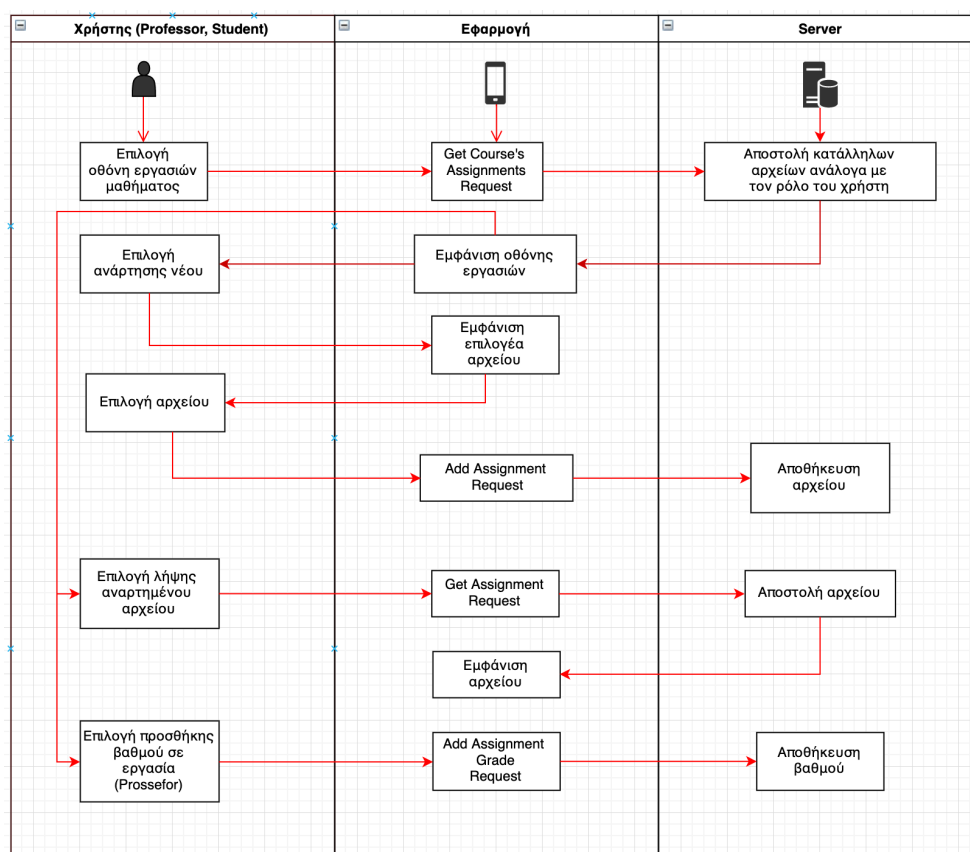 Χρήστης (Professor, Student)
Εφαρμογή
Server
Επιλογή
οθόνη εργασιών
μαθήματος
Get Course's
Assignments
Request
Αποστολή κατάλληλων
αρχείων ανάλογα με
τον ρόλο του χρήστη
Επιλογή
ανάρτησης νέου
Εμφάνιση οθόνης
εργασιών
Εμφάνιση
επιλογέα
αρχείου
Επιλογή αρχείου
Add Assignment
Request
Αποθήκευση
αρχείου
Επιλογή λήψης
αναρτημένου
αρχείου
Get Assignment
Request
Αποστολή αρχείου
Εμφάνιση
αρχείου
Επιλογή προσθήκης
βαθμού σε
εργασία
(Prossefor)
Add Assignment
Grade
Request
Αποθήκευση
βαθμού